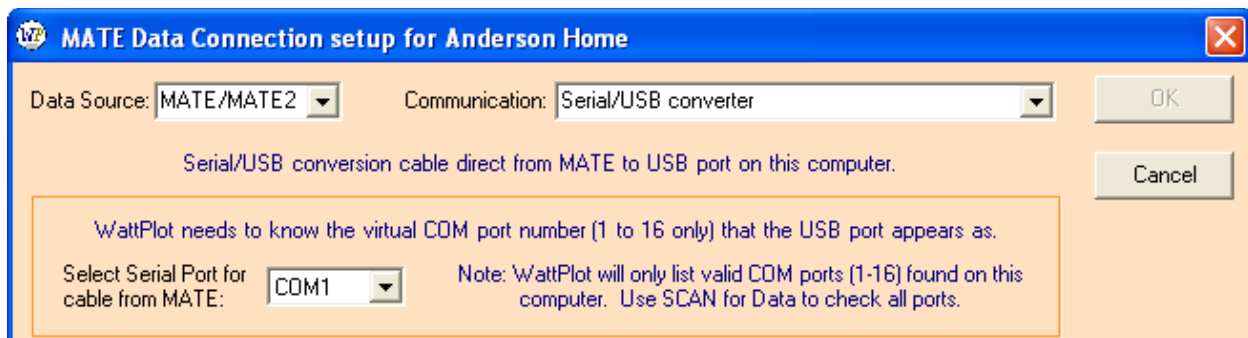 WP MATE Data Connection setup for Anderson Home
Data Source: MATE/MATE2 Communication: Serial/USB converter OK
Serial/USB conversion cable direct from MATE to USB port on this computer.
Cancel
WattPlot needs to know the virtual COM port number (1 to 16 only) that the USB port appears as.
Select Serial Port for
cable from MATE:
COM1
Note: WattPlot will only list valid COM ports (1-16) found on this
computer. Use SCAN for Data to check all ports.